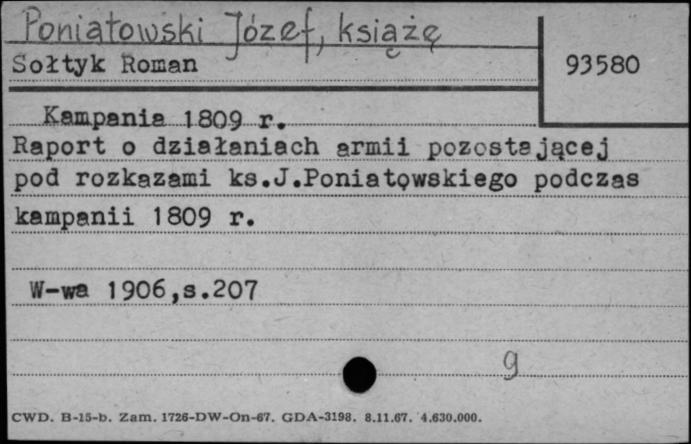 Poniatowski Józef, książę
Sołtyk Roman
93580
Kampania 1809 r.
Raport o działaniach armii pozostającej
pod rozkazami ks.J.Poniatowskiego podczas
kampanii 1809 r.
W-wa 1906,s.207
g
CWD. B-15-b. Zam. 1726-DW-On-67. GDA-3198. 8.11.67. 4.630.000.